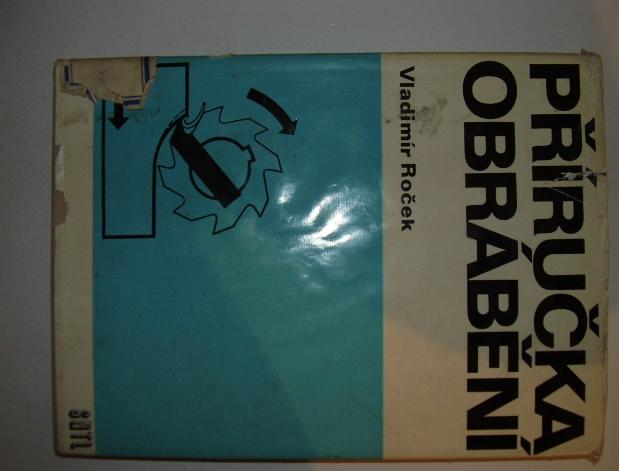 PŘÍRUČKA
OBRÁBĚNÍ
Vladimír Roček
SNTL